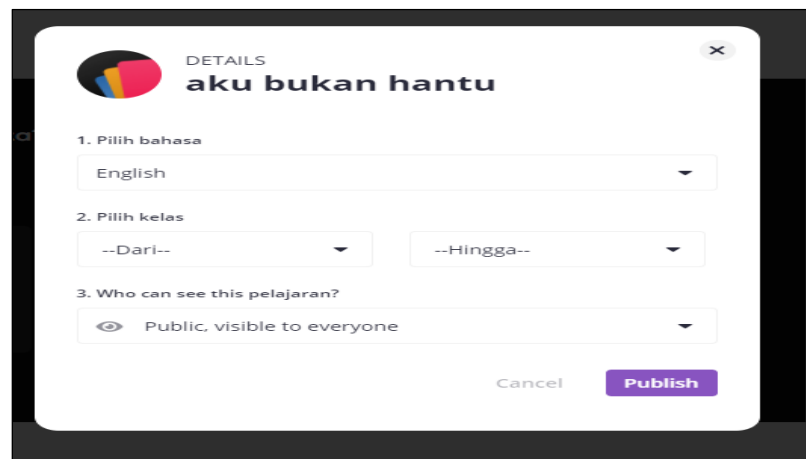 DETAILS
aku bukan hantu
1. Pilih bahasa
English
2. Pilih kelas
--Dari-- --Hingga--
3. Who can see this pelajaran?
Public, visible to everyone
Cancel Publish